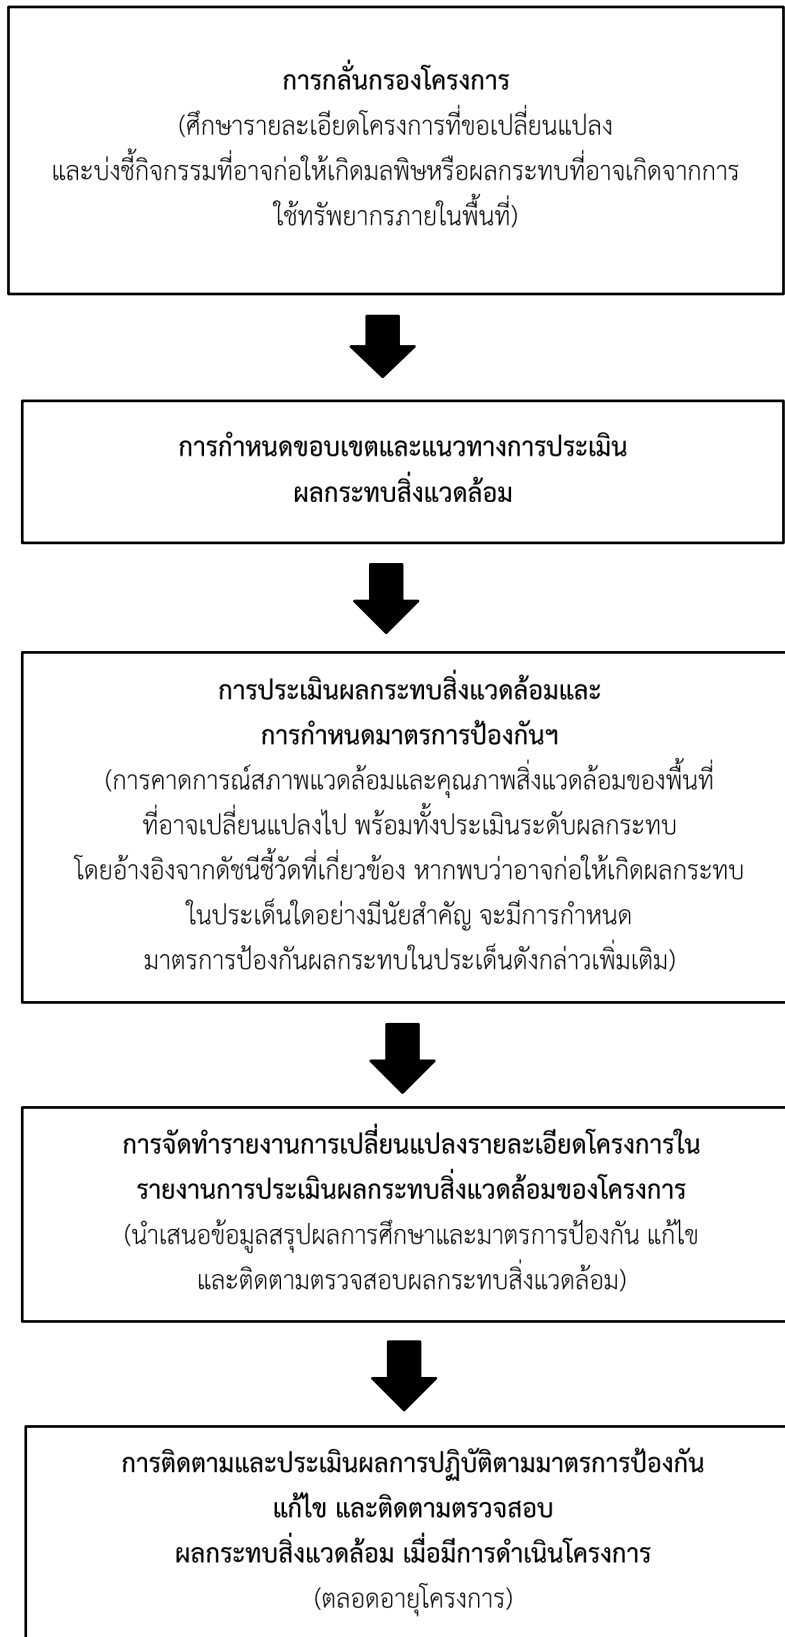 การกลั่นกรองโครงการ
(ศึกษารายละเอียดโครงการที่ขอเปลี่ยนแปลง
และบ่งชี้กิจกรรมที่อาจก่อให้เกิดมลพิษหรือผลกระทบที่อาจเกิดจากการ
ใช้ทรัพยากรภายในพื้นที่)
การกำหนดขอบเขตและแนวทางการประเมิน
ผลกระทบสิ่งแวดล้อม
การประเมินผลกระทบสิ่งแวดล้อมและ
การกำหนดมาตรการป้องกันฯ
(การคาดการณ์สภาพแวดล้อมและคุณภาพสิ่งแวดล้อมของพื้นที่
ที่อาจเปลี่ยนแปลงไป พร้อมทั้งประเมินระดับผลกระทบ
โดยอ้างอิงจากดัชนีชี้วัดที่เกี่ยวข้อง หากพบว่าอาจก่อให้เกิดผลกระทบ
ในประเด็นใดอย่างมีนัยสำคัญ จะมีการกำหนด
มาตรการป้องกันผลกระทบในประเด็นดังกล่าวเพิ่มเติม)
การจัดทำรายงานการเปลี่ยนแปลงรายละเอียดโครงการใน
รายงานการประเมินผลกระทบสิ่งแวดล้อมของโครงการ
(นำเสนอข้อมูลสรุปผลการศึกษาและมาตรการป้องกัน แก้ไข
และติดตามตรวจสอบผลกระทบสิ่งแวดล้อม)
การติดตามและประเมินผลการปฏิบัติตามมาตรการป้องกัน
แก้ไข และติดตามตรวจสอบ
ผลกระทบสิ่งแวดล้อม เมื่อมีการดำเนินโครงการ
(ตลอดอายุโครงการ)